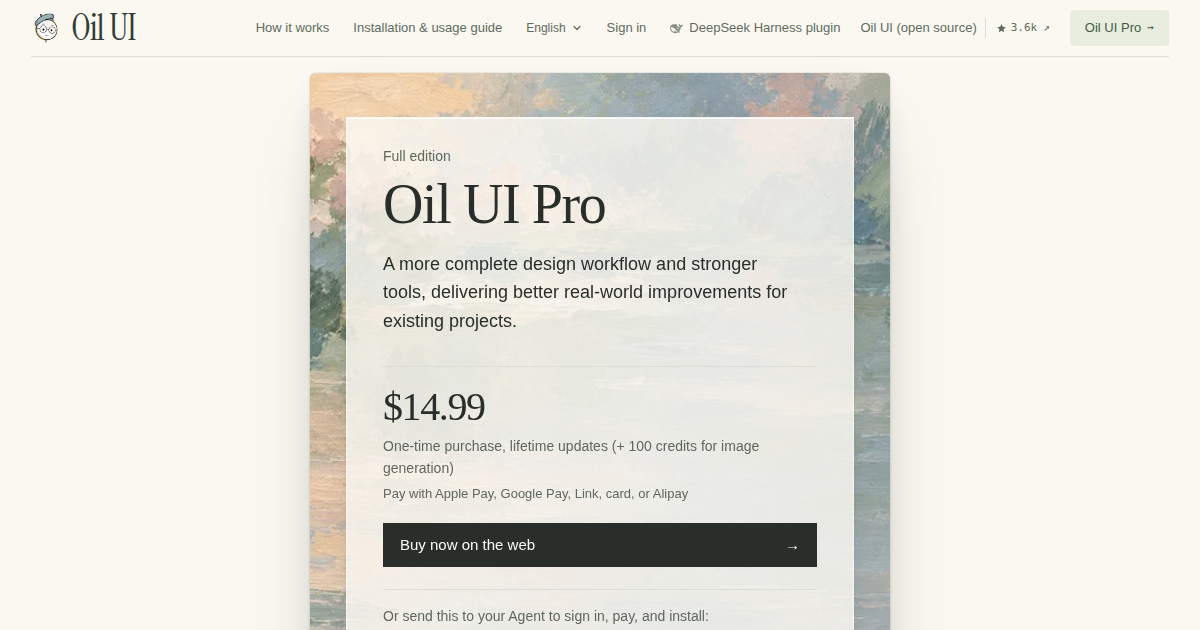 Oil UI
How it works
Installation & usage guide
English
Sign in
DeepSeek Harness plugin
Oil UI (open source)
★ 3.6k ↗
Oil UI Pro →
Full edition
Oil UI Pro
A more complete design workflow and stronger
tools, delivering better real-world improvements for
existing projects.
$14.99
One-time purchase, lifetime updates (+ 100 credits for image
generation)
Pay with Apple Pay, Google Pay, Link, card, or Alipay
Buy now on the web →
Or send this to your Agent to sign in, pay, and install: